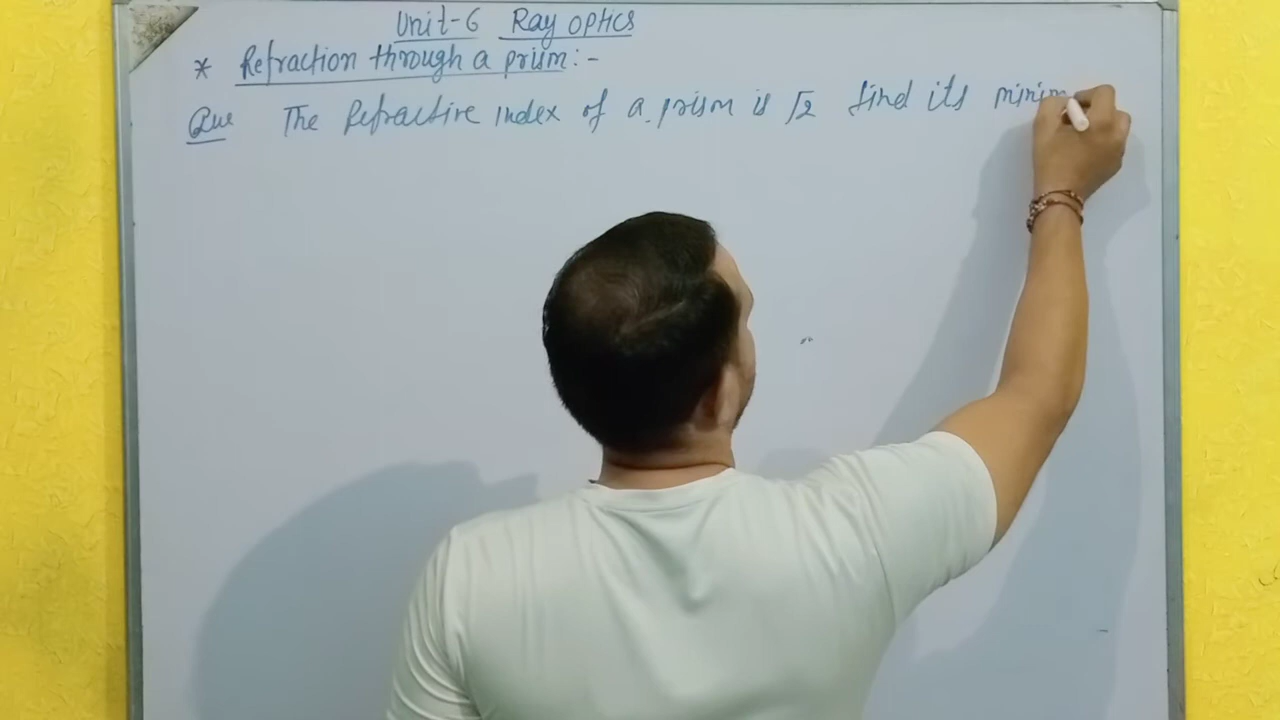 Unit-6 Ray optics
* Refraction through a prism:-
Que The Refractive index of a prism is √2 find its minim